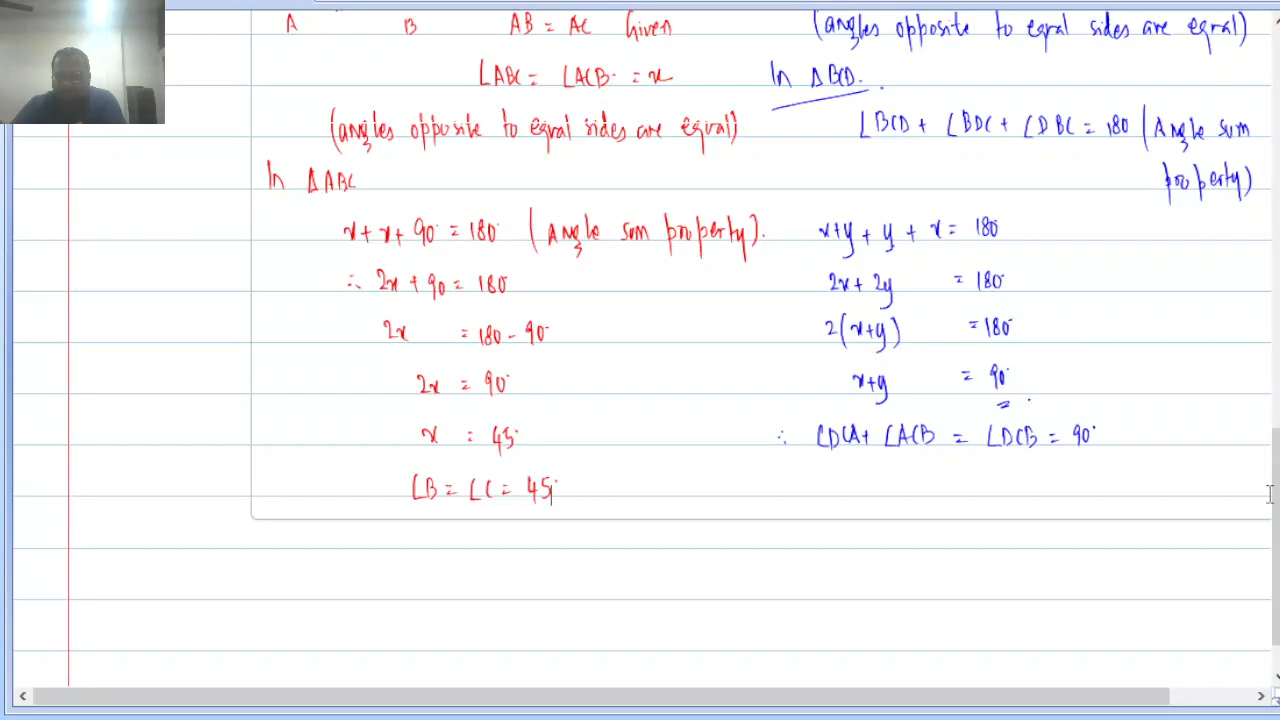 A B AB = AC Given
∠ABC = ∠ACB = x
(angles opposite to equal sides are equal)
In ΔABC
x + x + 90° = 180° (Angle sum property).
∴ 2x + 90 = 180°
2x = 180 - 90°
2x = 90°
x = 45°
∠B = ∠C = 45°
(angles opposite to equal sides are equal)
In ΔBCD.
∠BCD + ∠BDC + ∠DBC = 180 (Angle sum
property)
x+y + y + x = 180°
2x + 2y = 180°
2(x+y) = 180°
x+y = 90°
∴ ∠DCA + ∠ACB = ∠DCB = 90°